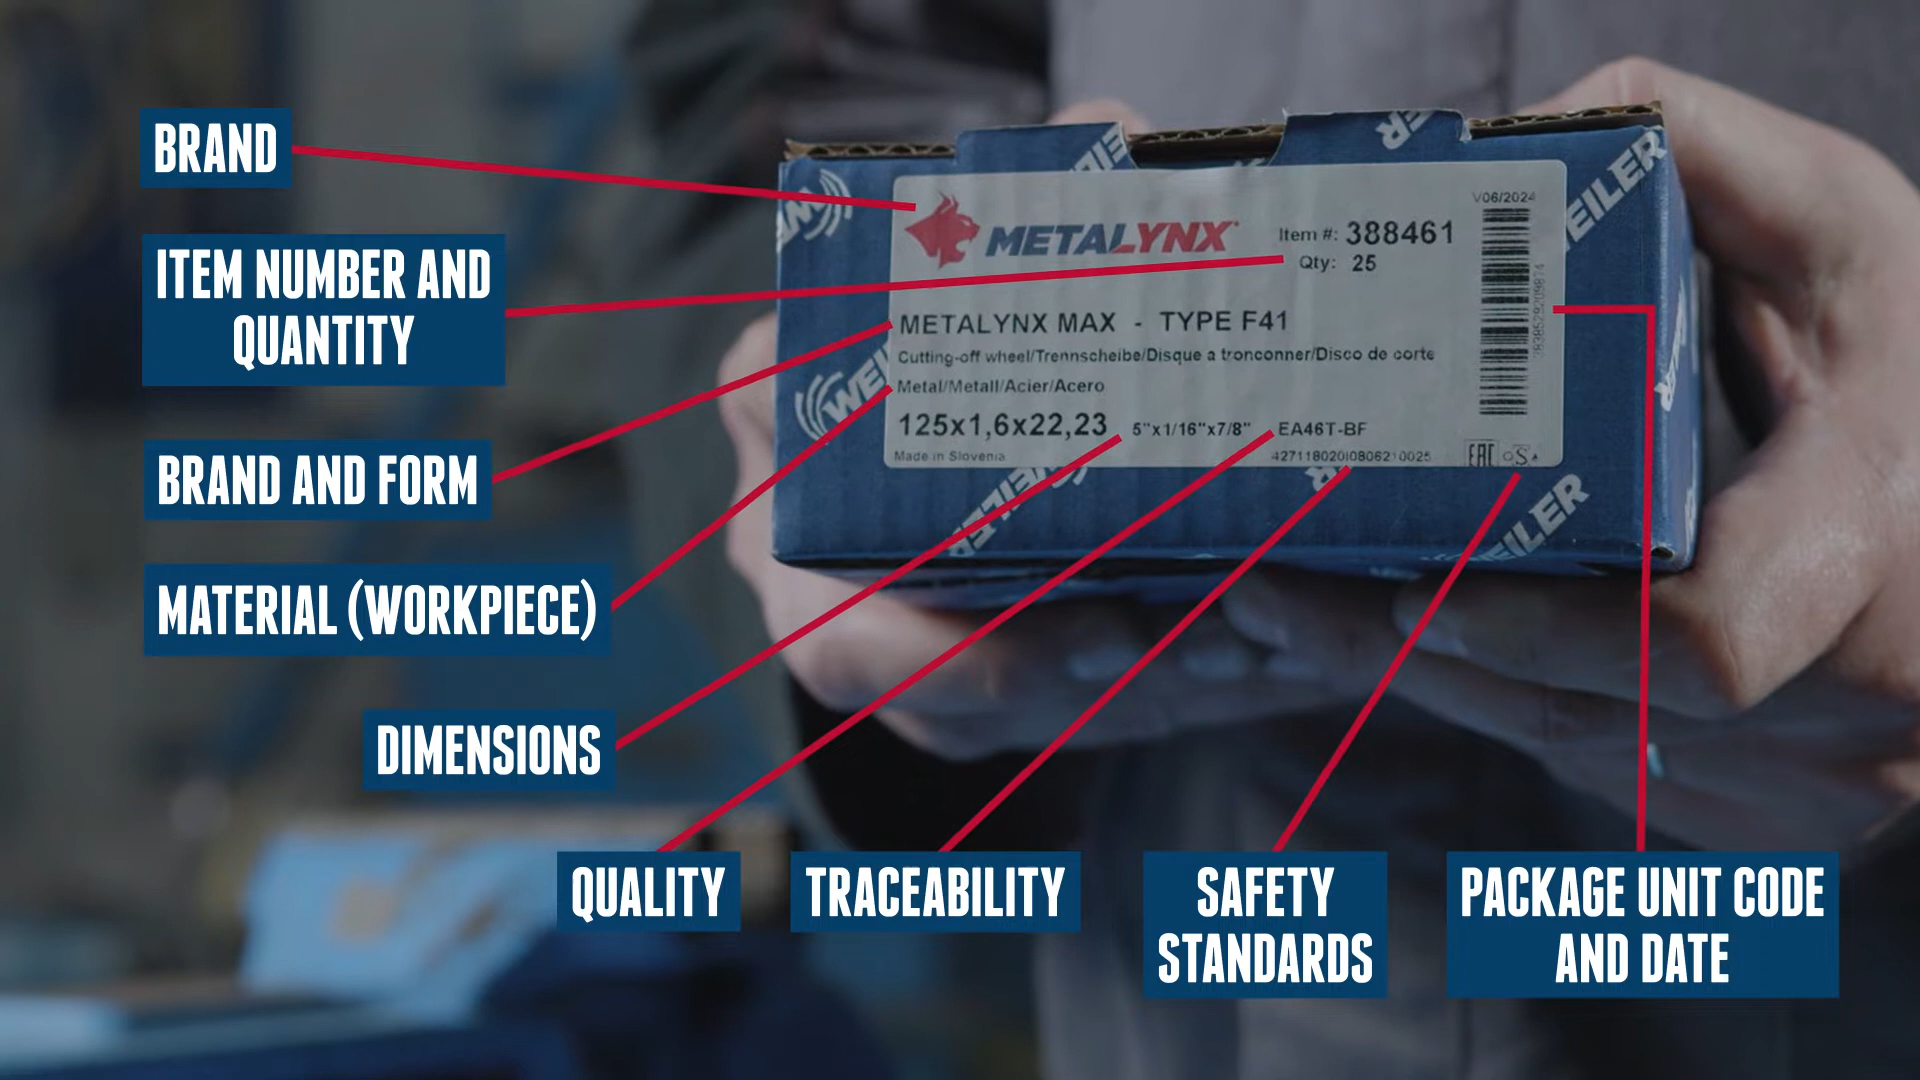 BRAND
ITEM NUMBER AND
QUANTITY
BRAND AND FORM
MATERIAL (WORKPIECE)
DIMENSIONS
QUALITY
TRACEABILITY
SAFETY
STANDARDS
PACKAGE UNIT CODE
AND DATE
METALYNX
Item #: 388461
Qty: 25
V06/2024
METALYNX MAX - TYPE F41
Cutting-off wheel/Trennscheibe/Disque a tronconner/Disco de corte
Metal/Metall/Acier/Acero
125x1,6x22,23 5"x1/16"x7/8" EA46T-BF
Made in Slovenia
EAC
WEILER